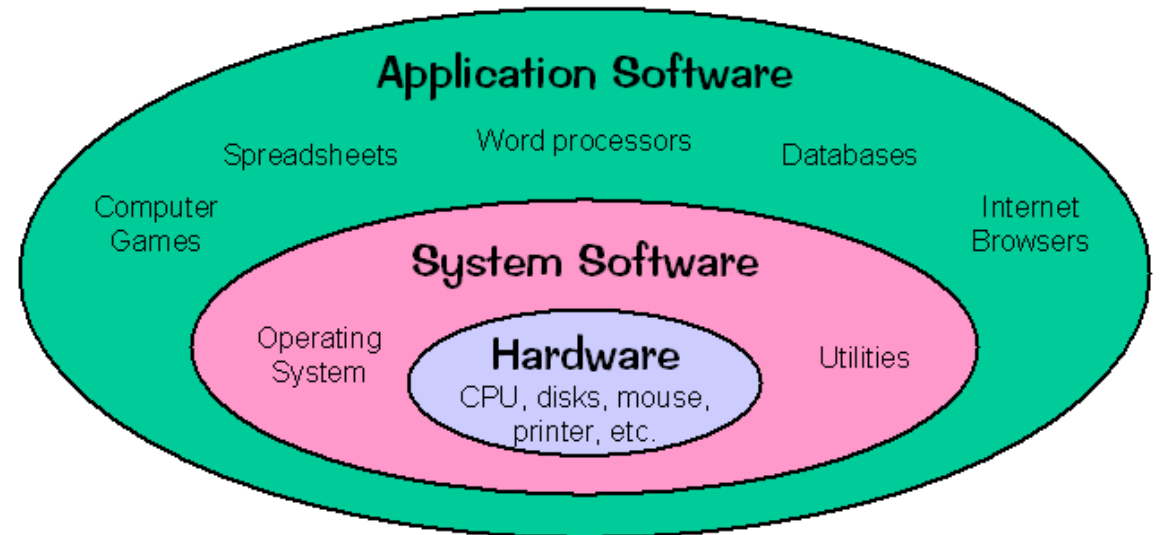 Application Software
Word processors
Spreadsheets
Databases
Computer
Games
Internet
Browsers
System Software
Operating
System
Utilities
Hardware
CPU, disks, mouse,
printer, etc.